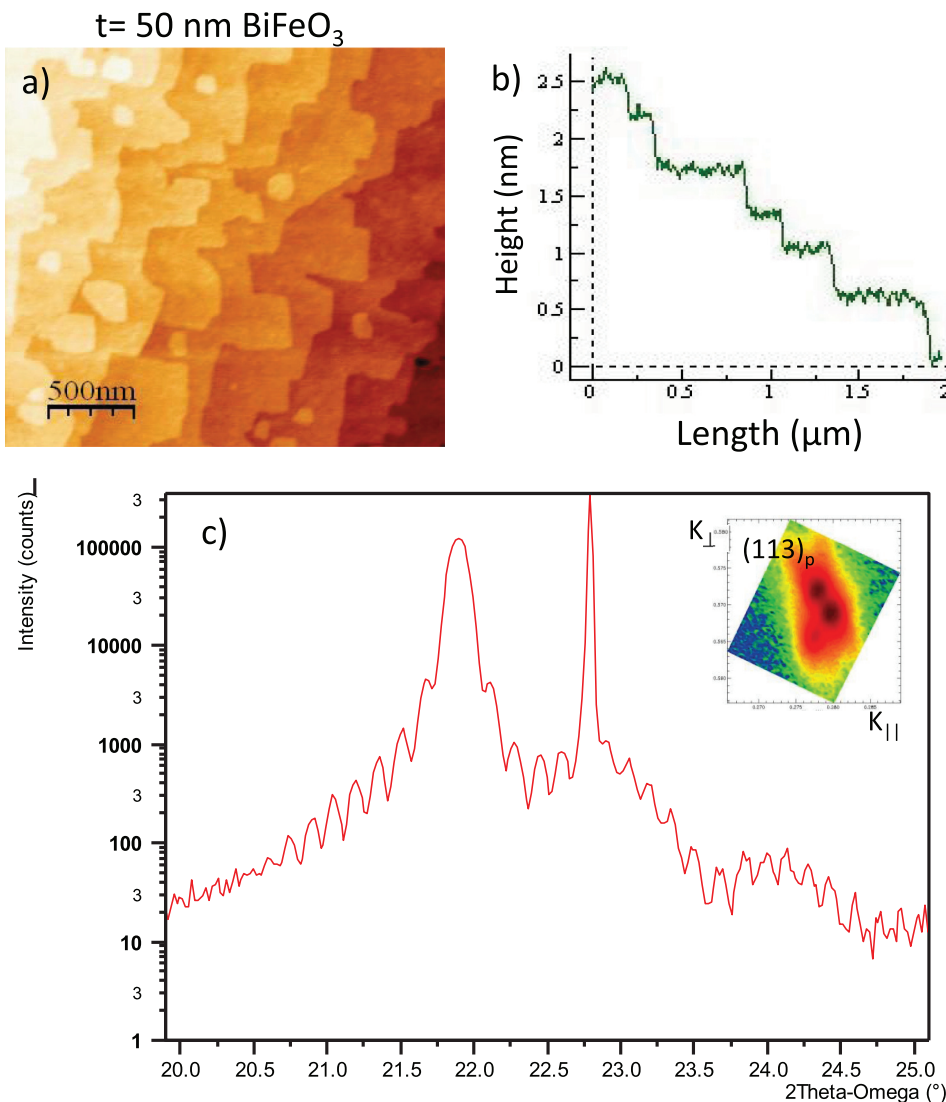 t= 50 nm BiFeO₃
a)
500nm
b)
Height (nm)
2.5
2
1.5
1
0.5
0
0
0.5
1
1.5
2
Length (µm)
c)
Intensity (counts)
3
100000
3
10000
3
1000
3
100
3
10
3
1
20.0 20.5 21.0 21.5 22.0 22.5 23.0 23.5 24.0 24.5 25.0
2Theta-Omega (°)
K⊥
(113)p
K||